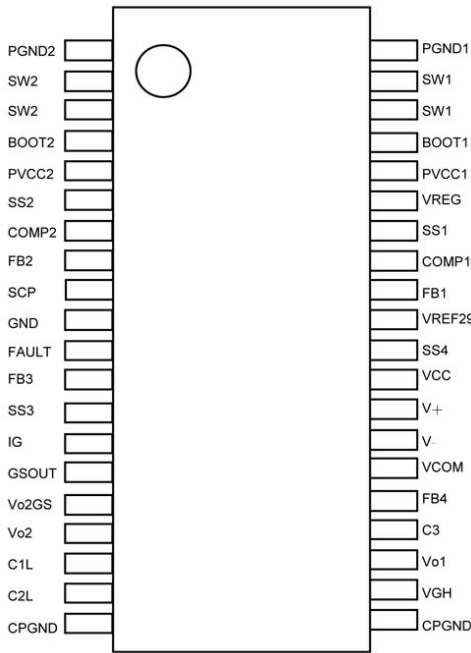 PGND2
SW2
SW2
BOOT2
PVCC2
SS2
COMP2
FB2
SCP
GND
FAULT
FB3
SS3
IG
GSOUT
Vo2GS
Vo2
C1L
C2L
CPGND
PGND1
SW1
SW1
BOOT1
PVCC1
VREG
SS1
COMP1
FB1
VREF29
SS4
VCC
V+
V-
VCOM
FB4
C3
Vo1
VGH
CPGND